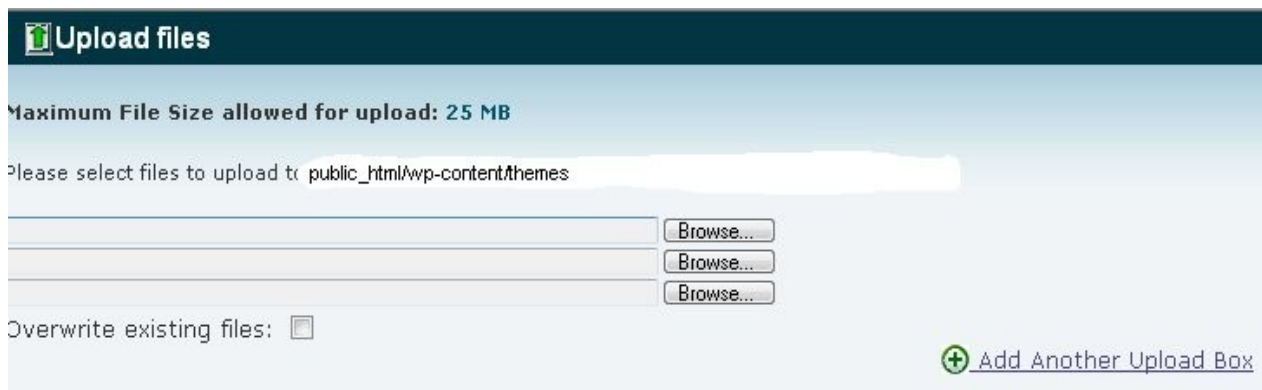 Upload files
Maximum File Size allowed for upload: 25 MB
Please select files to upload to public_html/wp-content/themes
Browse...
Browse...
Browse...
Overwrite existing files:
Add Another Upload Box